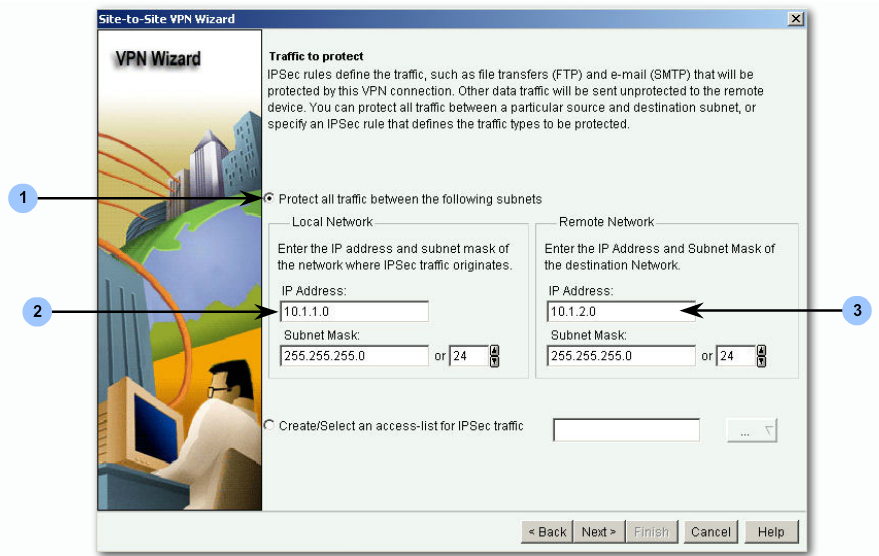 Site-to-Site VPN Wizard
VPN Wizard
Traffic to protect
IPSec rules define the traffic, such as file transfers (FTP) and e-mail (SMTP) that will be
protected by this VPN connection. Other data traffic will be sent unprotected to the remote
device. You can protect all traffic between a particular source and destination subnet, or
specify an IPSec rule that defines the traffic types to be protected.
1
Protect all traffic between the following subnets
Local Network
Enter the IP address and subnet mask of
the network where IPSec traffic originates.
IP Address:
2
10.1.1.0
Subnet Mask:
255.255.255.0 or 24
Remote Network
Enter the IP Address and Subnet Mask of
the destination Network.
IP Address:
10.1.2.0
3
Subnet Mask:
255.255.255.0 or 24
Create/Select an access-list for IPSec traffic
...
< Back Next > Finish Cancel Help